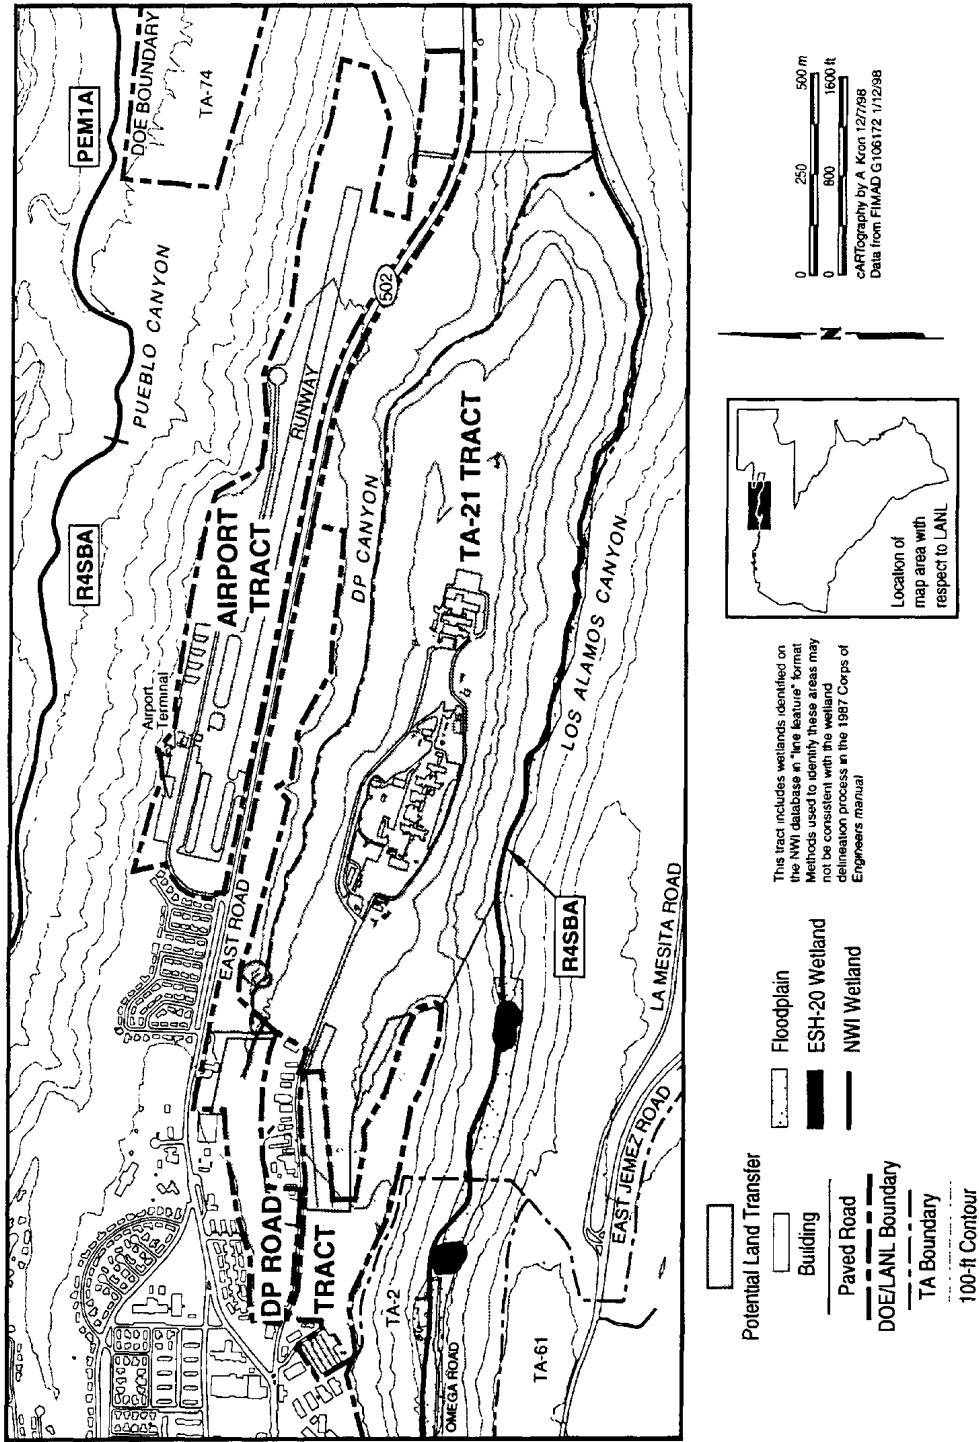 PEM1A
DOE BOUNDARY
TA-74
PUEBLO CANYON
R4SBA
502
RUNWAY
AIRPORT
TRACT
Airport
Terminal
DP CANYON
TA-21 TRACT
LOS ALAMOS CANYON
EAST ROAD
R4SBA
LA MESITA ROAD
EAST JEMEZ ROAD
DP ROAD
TRACT
TA-2
OMEGA ROAD
TA-61
Potential Land Transfer
Building
Paved Road
DOE/LANL Boundary
TA Boundary
100-ft Contour
Floodplain
ESH-20 Wetland
NWI Wetland
This tract includes wetlands identified on
the NWI database in "line feature" format
Methods used to identify these areas may
not be consistent with the wetland
delineation process in the 1987 Corps of
Engineers manual
Location of
map area with
respect to LANL
N
0 250 500 m
0 800 1600 ft
cARTography by A Kron 12/7/98
Data from FIMAD G106172 1/12/98